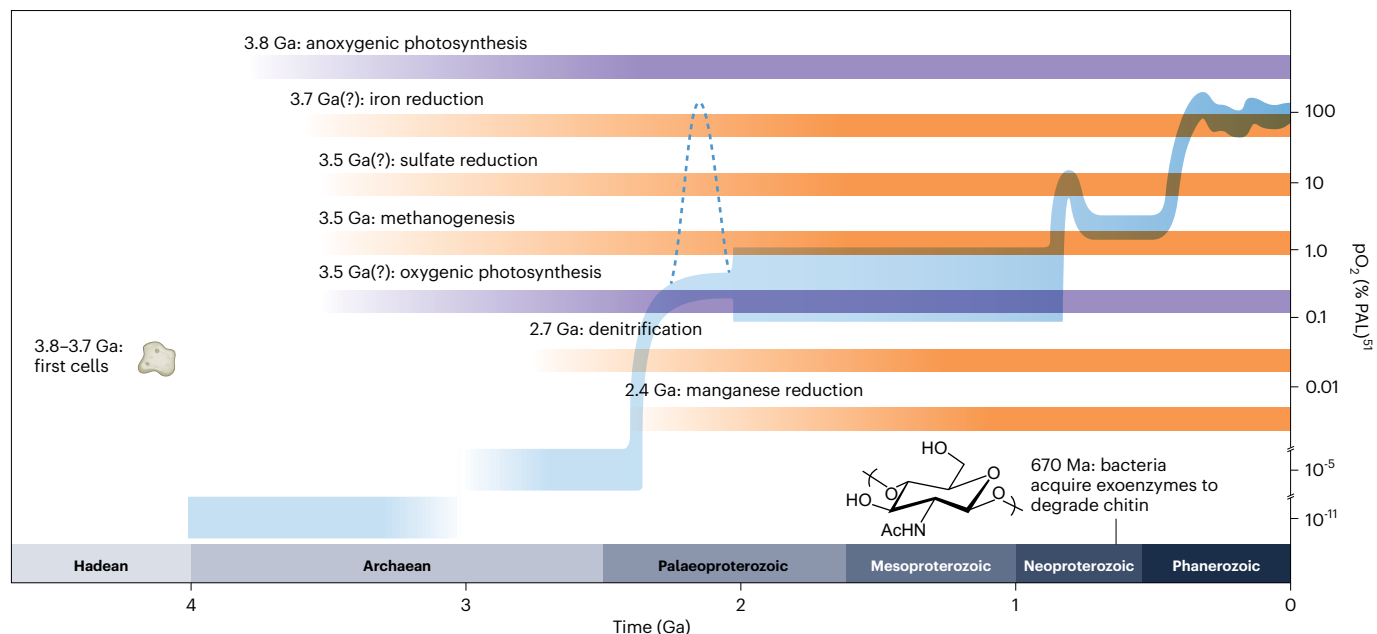 3.8 Ga: anoxygenic photosynthesis
3.7 Ga(?): iron reduction
3.5 Ga(?): sulfate reduction
3.5 Ga: methanogenesis
3.5 Ga(?): oxygenic photosynthesis
2.7 Ga: denitrification
3.8–3.7 Ga:
first cells
2.4 Ga: manganese reduction
HO
O
O
O
HO
AcHN
670 Ma: bacteria
acquire exoenzymes to
degrade chitin
100
10
1.0
0.1
0.01
10⁻⁵
10⁻¹¹
pO₂ (% PAL)⁵¹
Hadean
Archaean
Palaeoproterozoic
Mesoproterozoic
Neoproterozoic
Phanerozoic
4
3
2
1
0
Time (Ga)